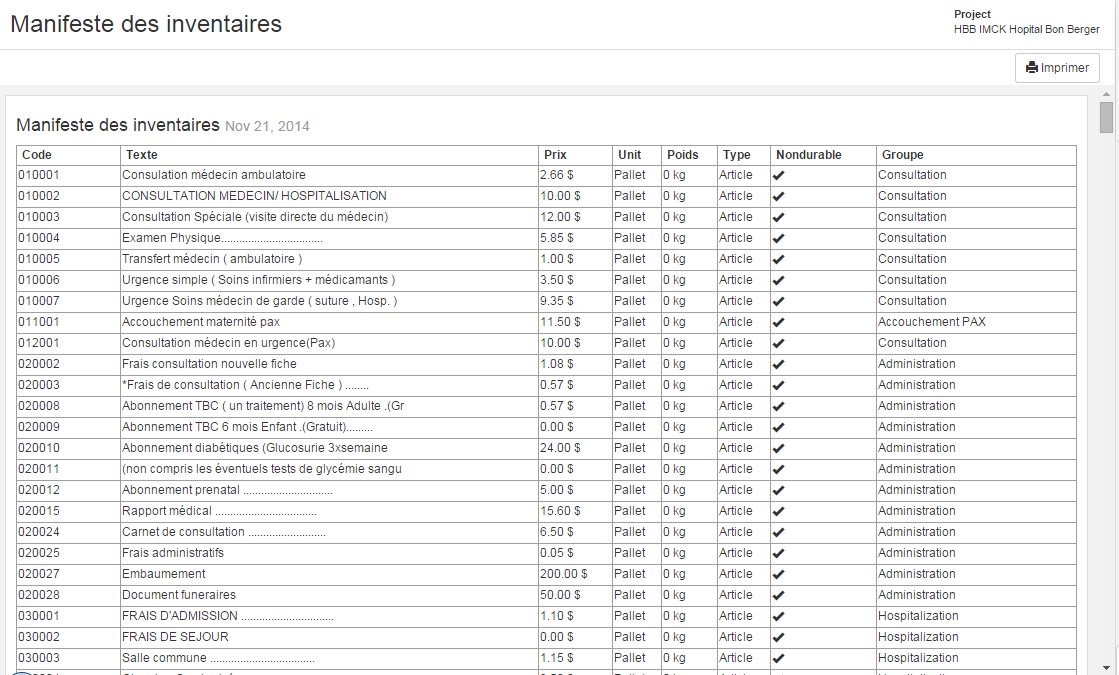 Manifeste des inventaires
Project
HBB IMCK Hopital Bon Berger
Imprimer
Manifeste des inventaires Nov 21, 2014
Code Texte Prix Unit Poids Type Nondurable Groupe
010001 Consulation médecin ambulatoire 2.66 $ Pallet 0 kg Article ✔ Consultation
010002 CONSULTATION MEDECIN/ HOSPITALISATION 10.00 $ Pallet 0 kg Article ✔ Consultation
010003 Consultation Spéciale (visite directe du médecin) 12.00 $ Pallet 0 kg Article ✔ Consultation
010004 Examen Physique.................................. 5.85 $ Pallet 0 kg Article ✔ Consultation
010005 Transfert médecin ( ambulatoire ) 1.00 $ Pallet 0 kg Article ✔ Consultation
010006 Urgence simple ( Soins infirmiers + médicamants ) 3.50 $ Pallet 0 kg Article ✔ Consultation
010007 Urgence Soins médecin de garde ( suture , Hosp. ) 9.35 $ Pallet 0 kg Article ✔ Consultation
011001 Accouchement maternité pax 11.50 $ Pallet 0 kg Article ✔ Accouchement PAX
012001 Consultation médecin en urgence(Pax) 10.00 $ Pallet 0 kg Article ✔ Consultation
020002 Frais consultation nouvelle fiche 1.08 $ Pallet 0 kg Article ✔ Administration
020003 *Frais de consultation ( Ancienne Fiche ) ........ 0.57 $ Pallet 0 kg Article ✔ Administration
020008 Abonnement TBC ( un traitement) 8 mois Adulte .(Gr 0.57 $ Pallet 0 kg Article ✔ Administration
020009 Abonnement TBC 6 mois Enfant .(Gratuit)......... 0.00 $ Pallet 0 kg Article ✔ Administration
020010 Abonnement diabétiques (Glucosurie 3xsemaine 24.00 $ Pallet 0 kg Article ✔ Administration
020011 (non compris les éventuels tests de glycémie sangu 0.00 $ Pallet 0 kg Article ✔ Administration
020012 Abonnement prenatal .............................. 5.00 $ Pallet 0 kg Article ✔ Administration
020015 Rapport médical .................................. 15.60 $ Pallet 0 kg Article ✔ Administration
020024 Carnet de consultation .......................... 6.50 $ Pallet 0 kg Article ✔ Administration
020025 Frais administratifs 0.05 $ Pallet 0 kg Article ✔ Administration
020027 Embaumement 200.00 $ Pallet 0 kg Article ✔ Administration
020028 Document funeraires 50.00 $ Pallet 0 kg Article ✔ Administration
030001 FRAIS D'ADMISSION ............................... 1.10 $ Pallet 0 kg Article ✔ Hospitalization
030002 FRAIS DE SEJOUR 0.00 $ Pallet 0 kg Article ✔ Hospitalization
030003 Salle commune ................................... 1.15 $ Pallet 0 kg Article ✔ Hospitalization